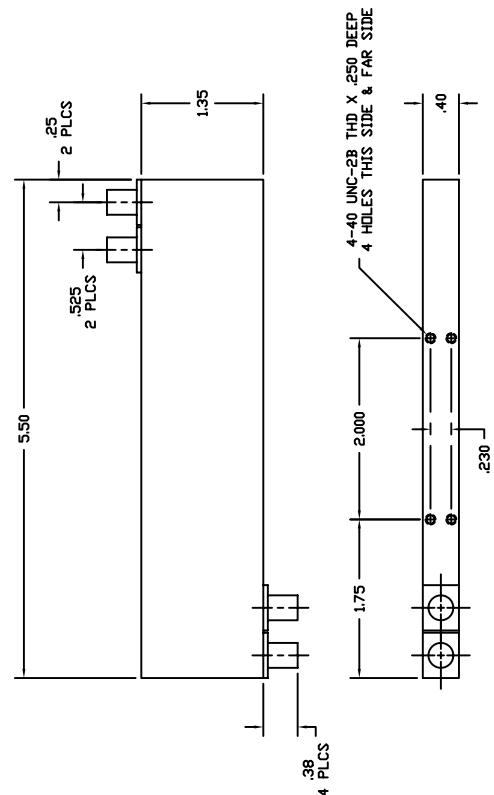 5.50
.25
2 PLCS
.525
2 PLCS
1.35
.38
4 PLCS
4-40 UNC-2B THD X .250 DEEP
4 HOLES THIS SIDE & FAR SIDE
.40
2.000
1.75
.230